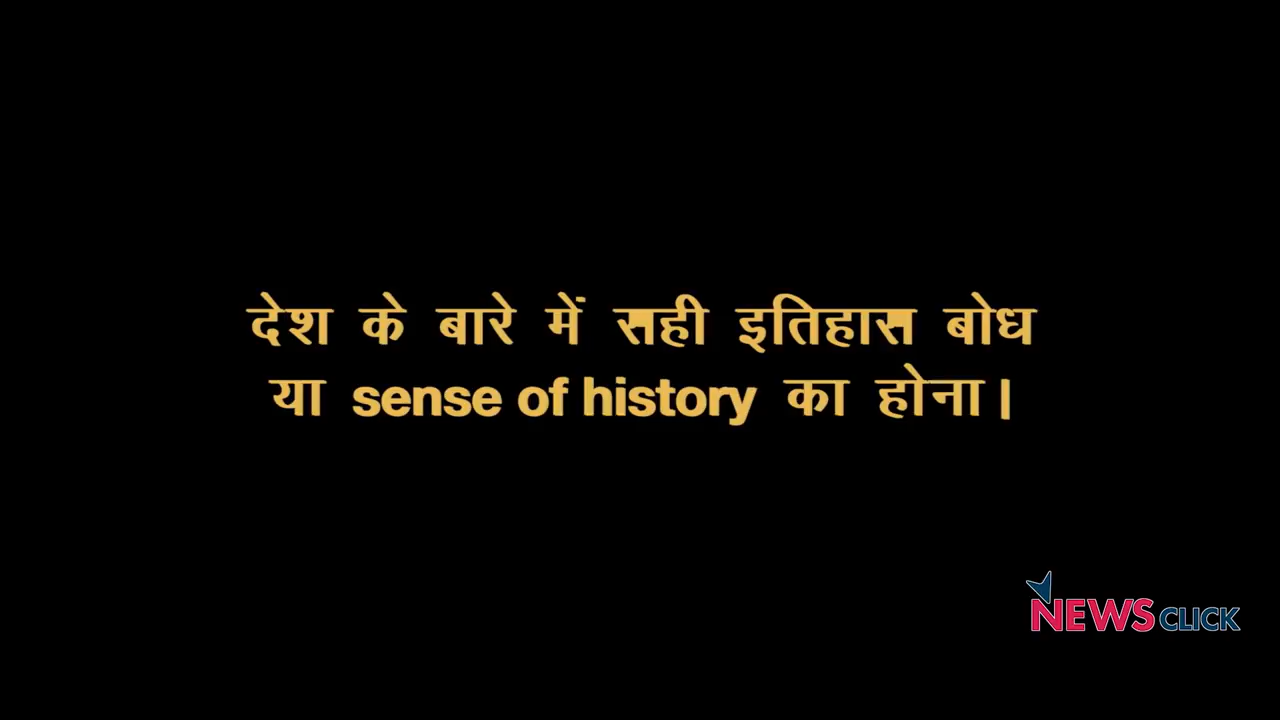 देश के बारे में सही इतिहास बोध
या sense of history का होना।
NEWSCLICK